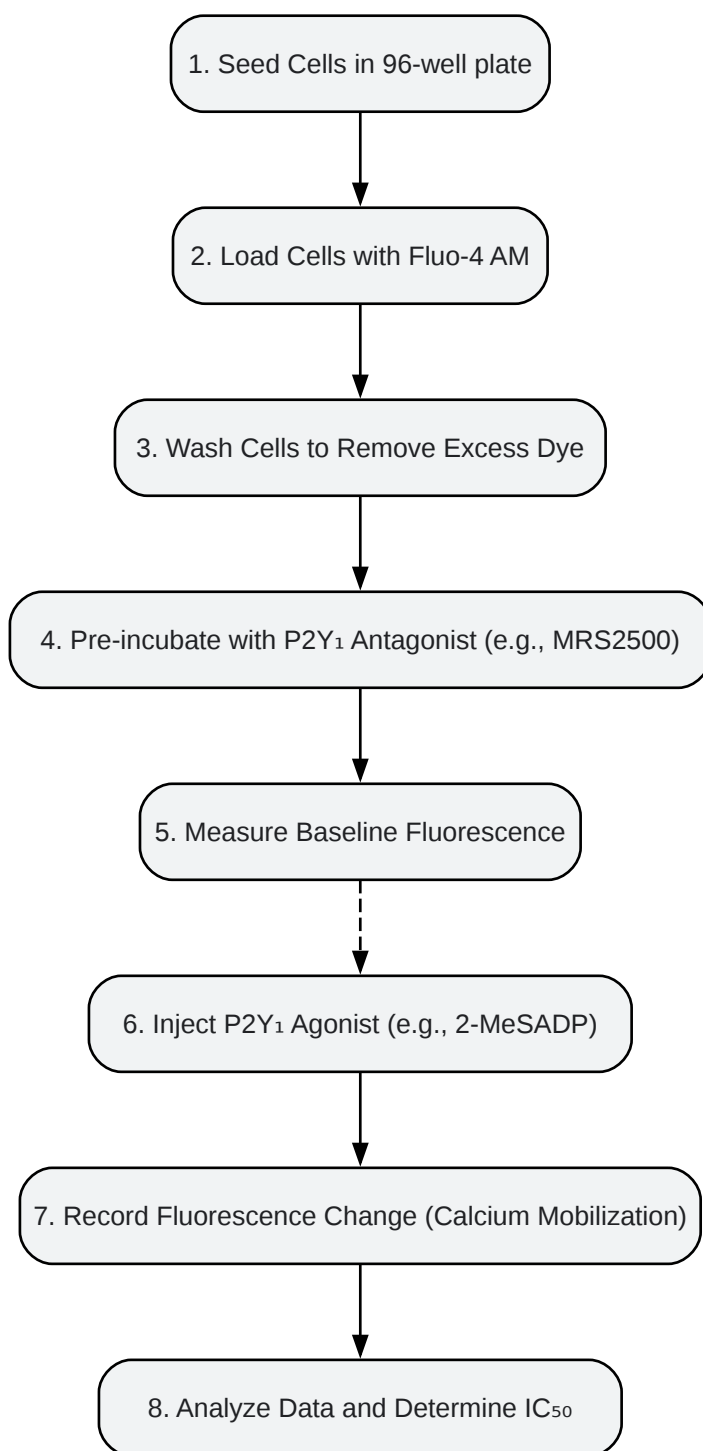 1. Seed Cells in 96-well plate
2. Load Cells with Fluo-4 AM
3. Wash Cells to Remove Excess Dye
4. Pre-incubate with P2Y₁ Antagonist (e.g., MRS2500)
5. Measure Baseline Fluorescence
6. Inject P2Y₁ Agonist (e.g., 2-MeSADP)
7. Record Fluorescence Change (Calcium Mobilization)
8. Analyze Data and Determine IC₅₀